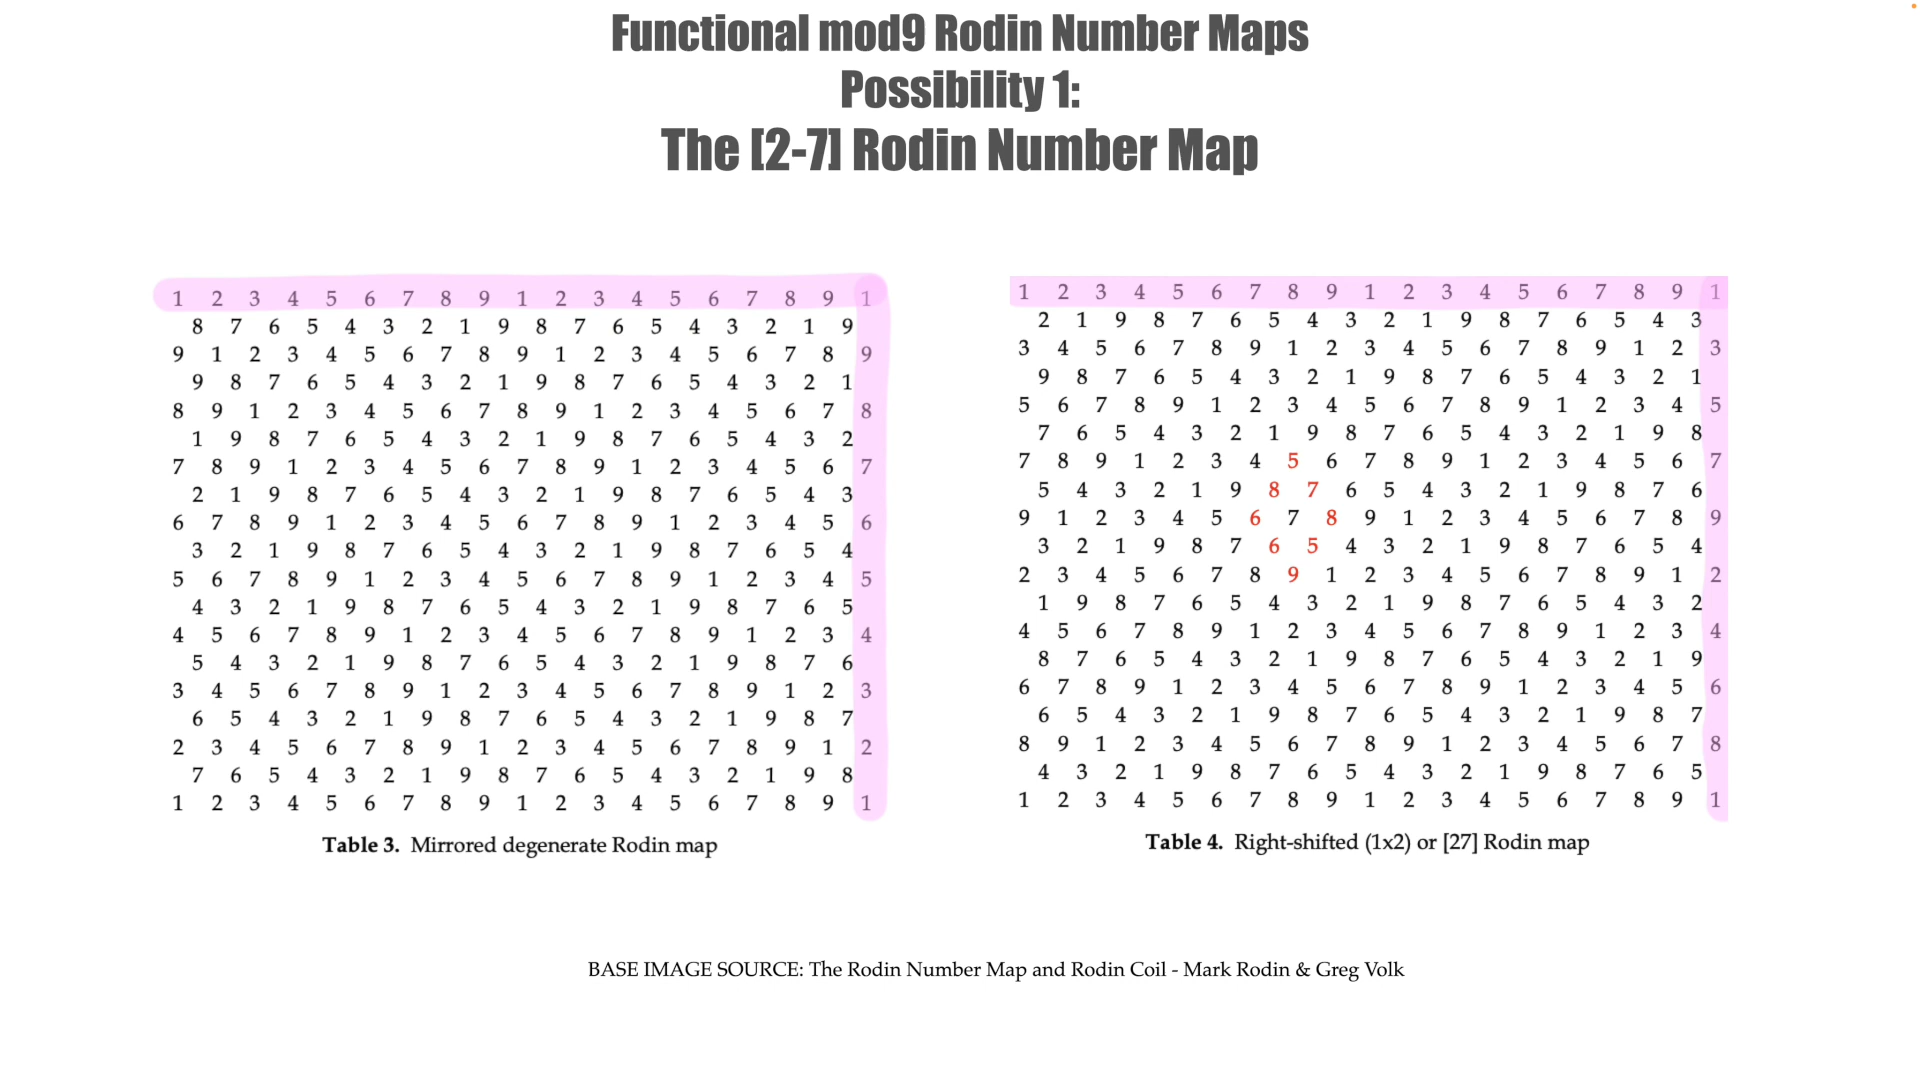 Functional mod9 Rodin Number Maps
Possibility 1:
The [2-7] Rodin Number Map
1 2 3 4 5 6 7 8 9 1 2 3 4 5 6 7 8 9 1
8 7 6 5 4 3 2 1 9 8 7 6 5 4 3 2 1 9
9 1 2 3 4 5 6 7 8 9 1 2 3 4 5 6 7 8 9
9 8 7 6 5 4 3 2 1 9 8 7 6 5 4 3 2 1
8 9 1 2 3 4 5 6 7 8 9 1 2 3 4 5 6 7 8
1 9 8 7 6 5 4 3 2 1 9 8 7 6 5 4 3 2
7 8 9 1 2 3 4 5 6 7 8 9 1 2 3 4 5 6 7
2 1 9 8 7 6 5 4 3 2 1 9 8 7 6 5 4 3
6 7 8 9 1 2 3 4 5 6 7 8 9 1 2 3 4 5 6
3 2 1 9 8 7 6 5 4 3 2 1 9 8 7 6 5 4
5 6 7 8 9 1 2 3 4 5 6 7 8 9 1 2 3 4 5
4 3 2 1 9 8 7 6 5 4 3 2 1 9 8 7 6 5
4 5 6 7 8 9 1 2 3 4 5 6 7 8 9 1 2 3 4
5 4 3 2 1 9 8 7 6 5 4 3 2 1 9 8 7 6
3 4 5 6 7 8 9 1 2 3 4 5 6 7 8 9 1 2 3
6 5 4 3 2 1 9 8 7 6 5 4 3 2 1 9 8 7
2 3 4 5 6 7 8 9 1 2 3 4 5 6 7 8 9 1 2
7 6 5 4 3 2 1 9 8 7 6 5 4 3 2 1 9 8
1 2 3 4 5 6 7 8 9 1 2 3 4 5 6 7 8 9 1
Table 3. Mirrored degenerate Rodin map
1 2 3 4 5 6 7 8 9 1 2 3 4 5 6 7 8 9 1
2 1 9 8 7 6 5 4 3 2 1 9 8 7 6 5 4 3
3 4 5 6 7 8 9 1 2 3 4 5 6 7 8 9 1 2 3
9 8 7 6 5 4 3 2 1 9 8 7 6 5 4 3 2 1
5 6 7 8 9 1 2 3 4 5 6 7 8 9 1 2 3 4 5
7 6 5 4 3 2 1 9 8 7 6 5 4 3 2 1 9 8
7 8 9 1 2 3 4 5 6 7 8 9 1 2 3 4 5 6 7
5 4 3 2 1 9 8 7 6 5 4 3 2 1 9 8 7 6
9 1 2 3 4 5 6 7 8 9 1 2 3 4 5 6 7 8 9
3 2 1 9 8 7 6 5 4 3 2 1 9 8 7 6 5 4
2 3 4 5 6 7 8 9 1 2 3 4 5 6 7 8 9 1 2
1 9 8 7 6 5 4 3 2 1 9 8 7 6 5 4 3 2
4 5 6 7 8 9 1 2 3 4 5 6 7 8 9 1 2 3 4
8 7 6 5 4 3 2 1 9 8 7 6 5 4 3 2 1 9
6 7 8 9 1 2 3 4 5 6 7 8 9 1 2 3 4 5 6
6 5 4 3 2 1 9 8 7 6 5 4 3 2 1 9 8 7
8 9 1 2 3 4 5 6 7 8 9 1 2 3 4 5 6 7 8
4 3 2 1 9 8 7 6 5 4 3 2 1 9 8 7 6 5
1 2 3 4 5 6 7 8 9 1 2 3 4 5 6 7 8 9 1
Table 4. Right-shifted (1x2) or [27] Rodin map
BASE IMAGE SOURCE: The Rodin Number Map and Rodin Coil - Mark Rodin & Greg Volk